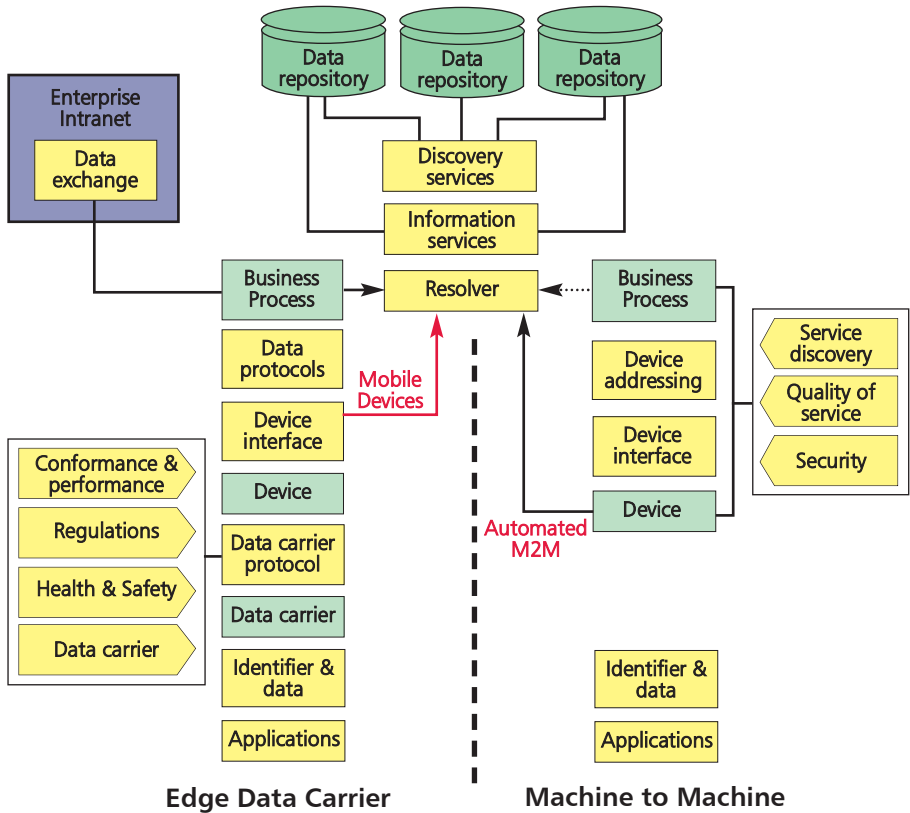 Data
repository
Data
repository
Data
repository
Enterprise
Intranet
Data
exchange
Discovery
services
Information
services
Resolver
Business
Process
Data
protocols
Device
interface
Device
Data carrier
protocol
Data carrier
Identifier &
data
Applications
Mobile
Devices
Conformance &
performance
Regulations
Health & Safety
Data carrier
Business
Process
Device
addressing
Device
interface
Device
Automated
M2M
Identifier &
data
Applications
Service
discovery
Quality of
service
Security
Edge Data Carrier
Machine to Machine